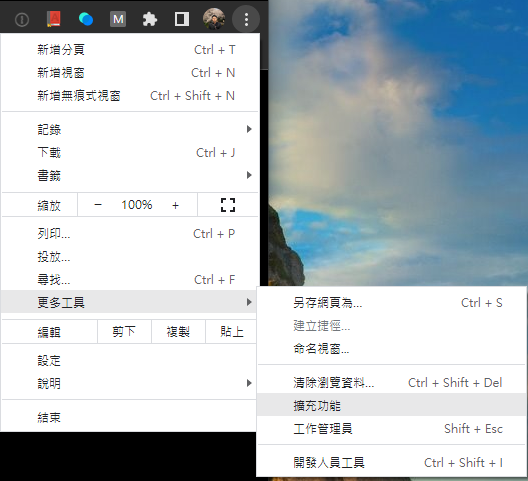 M
新增分頁 Ctrl + T
新增視窗 Ctrl + N
新增無痕式視窗 Ctrl + Shift + N
記錄
下載 Ctrl + J
書籤
縮放 − 100% +
列印... Ctrl + P
投放...
尋找... Ctrl + F
更多工具
編輯 剪下 複製 貼上
設定
說明
結束
另存網頁為... Ctrl + S
建立捷徑...
命名視窗...
清除瀏覽資料... Ctrl + Shift + Del
擴充功能
工作管理員 Shift + Esc
開發人員工具 Ctrl + Shift + I